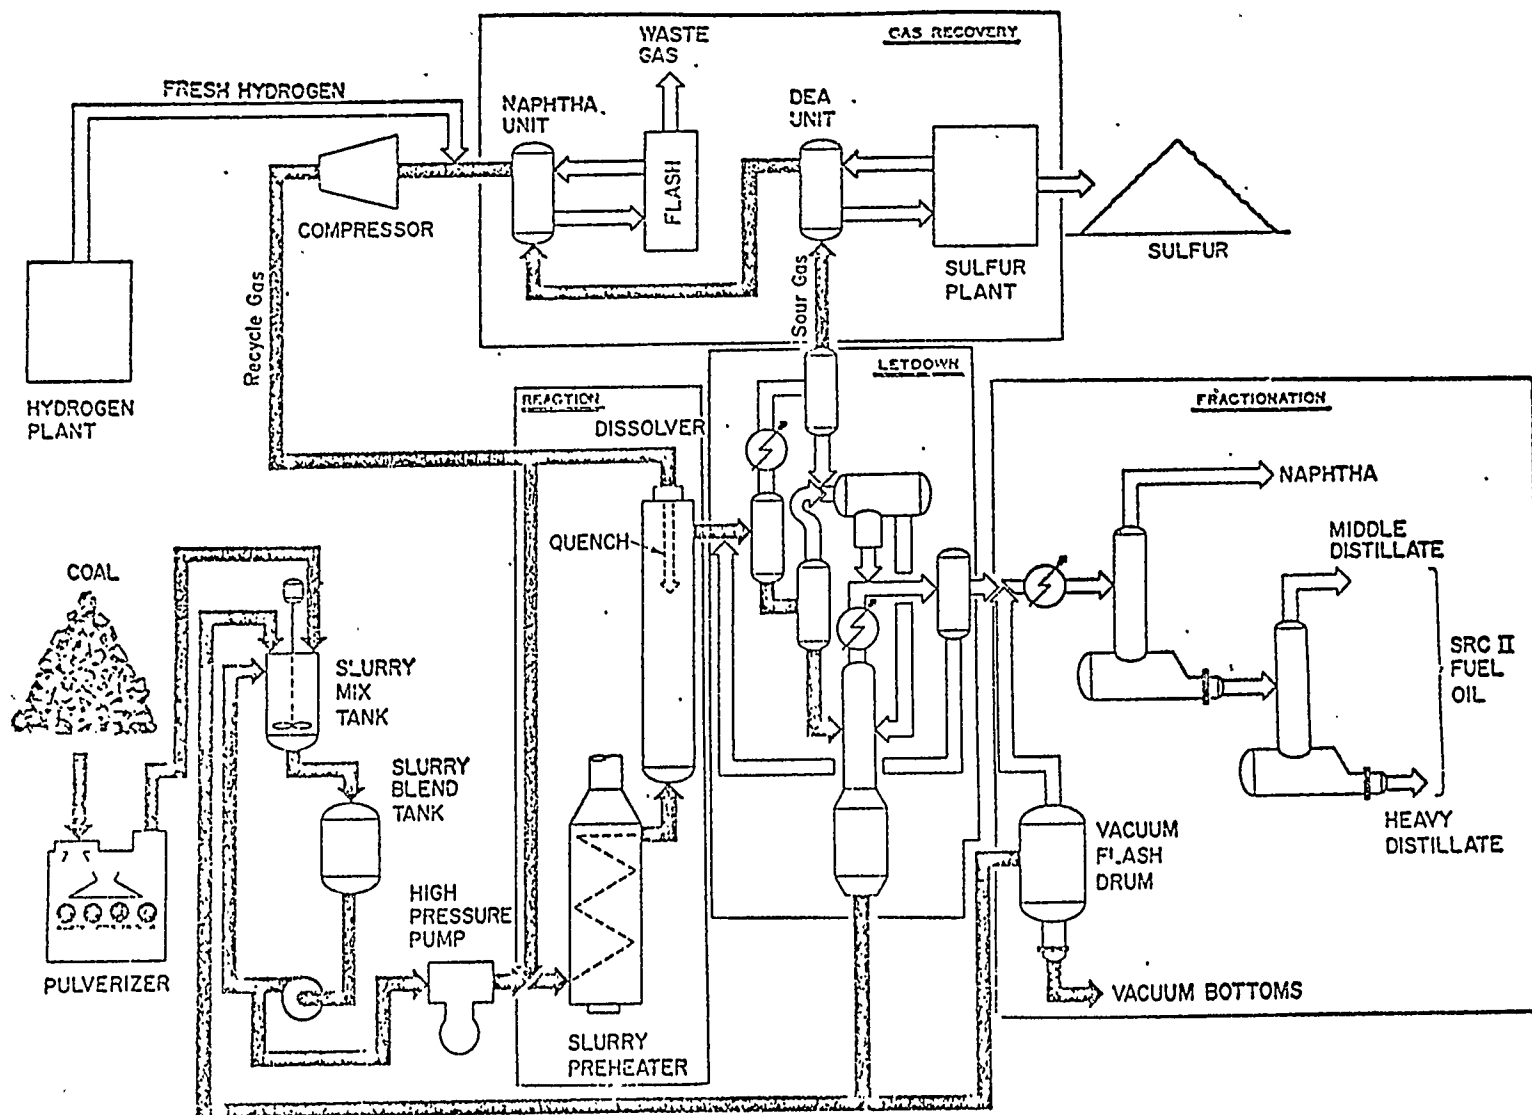 WASTE
GAS
GAS RECOVERY
FRESH HYDROGEN
NAPHTHA
UNIT
DEA
UNIT
FLASH
COMPRESSOR
SULFUR
PLANT
SULFUR
Recycle Gas
Sour Gas
HYDROGEN
PLANT
REACTION
DISSOLVER
LETDOWN
FRACTIONATION
QUENCH
NAPHTHA
MIDDLE
DISTILLATE
SRC II
FUEL
OIL
COAL
SLURRY
MIX
TANK
SLURRY
BLEND
TANK
HEAVY
DISTILLATE
VACUUM
FLASH
DRUM
HIGH
PRESSURE
PUMP
PULVERIZER
VACUUM BOTTOMS
SLURRY
PREHEATER